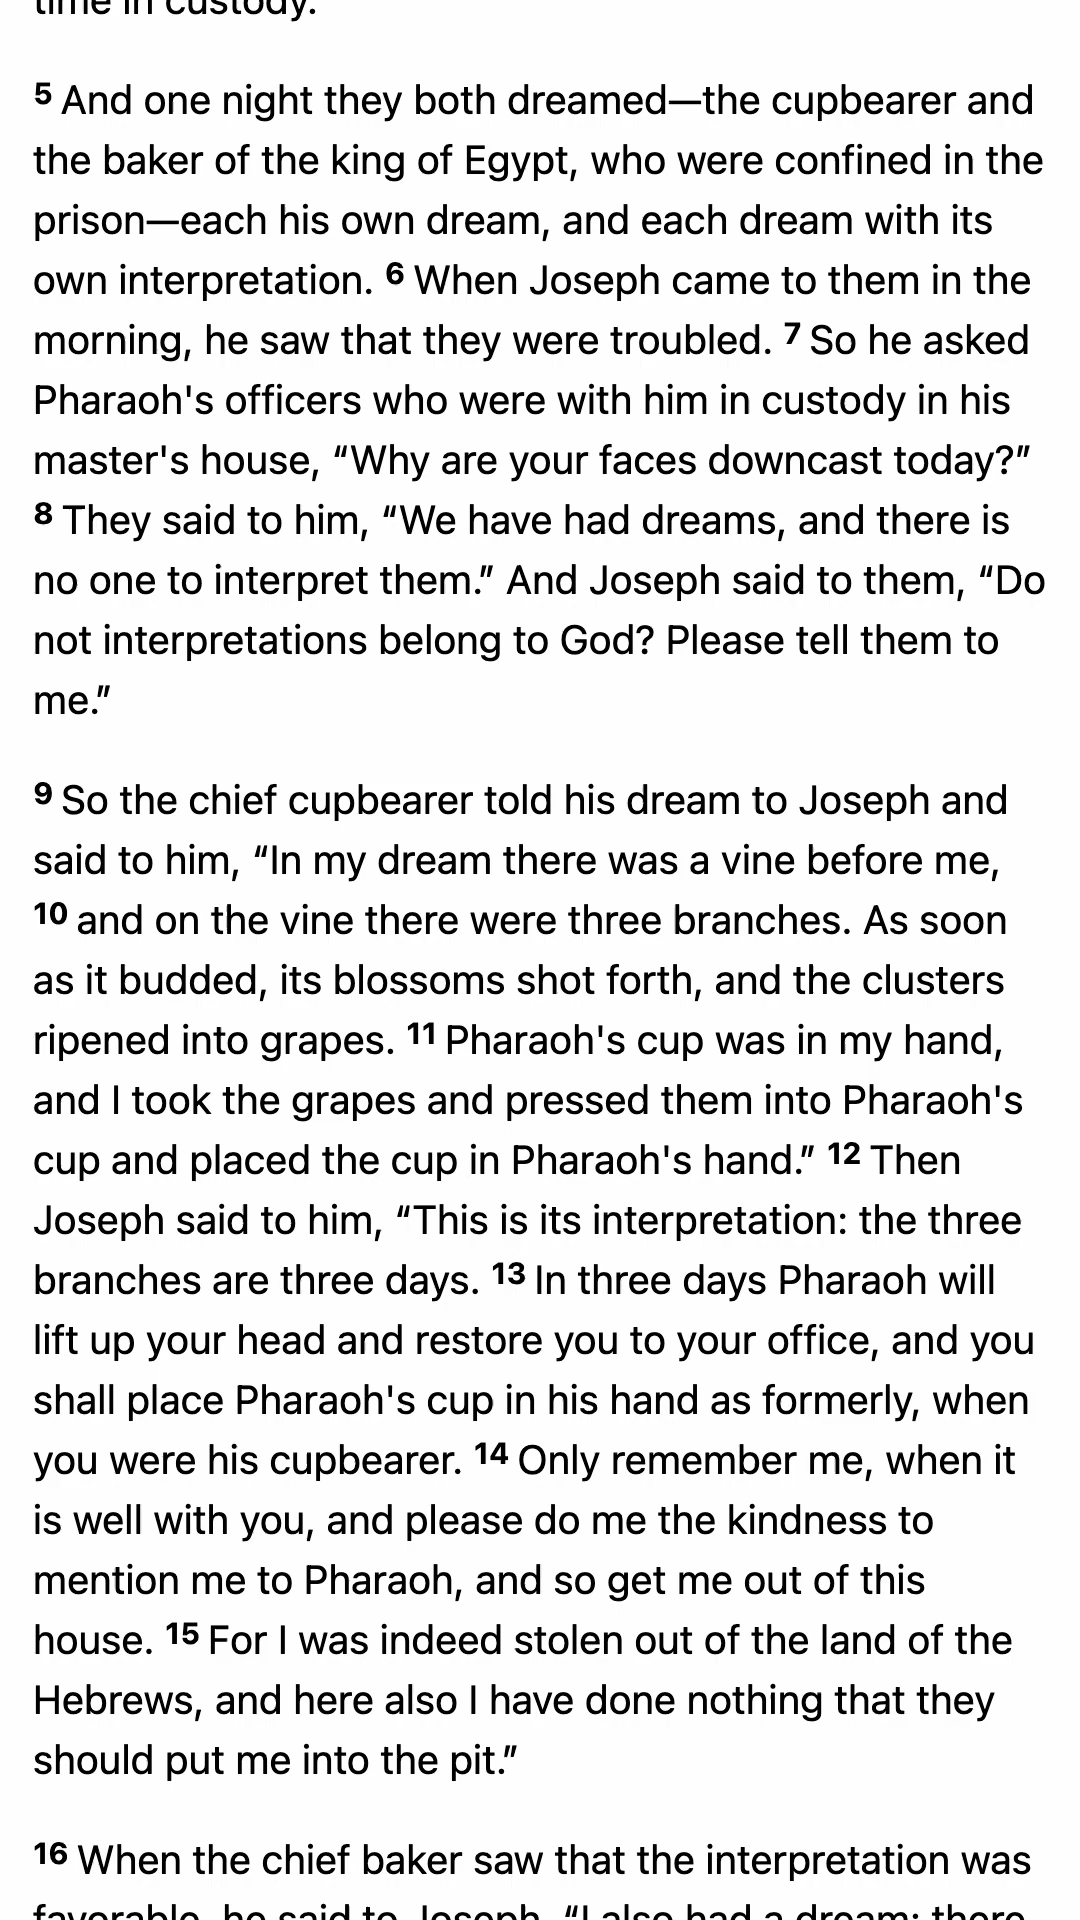 time in custody.
5 And one night they both dreamed—the cupbearer and
the baker of the king of Egypt, who were confined in the
prison—each his own dream, and each dream with its
own interpretation. 6 When Joseph came to them in the
morning, he saw that they were troubled. 7 So he asked
Pharaoh's officers who were with him in custody in his
master's house, “Why are your faces downcast today?”
8 They said to him, “We have had dreams, and there is
no one to interpret them.” And Joseph said to them, “Do
not interpretations belong to God? Please tell them to
me.”
9 So the chief cupbearer told his dream to Joseph and
said to him, “In my dream there was a vine before me,
10 and on the vine there were three branches. As soon
as it budded, its blossoms shot forth, and the clusters
ripened into grapes. 11 Pharaoh's cup was in my hand,
and I took the grapes and pressed them into Pharaoh's
cup and placed the cup in Pharaoh's hand.” 12 Then
Joseph said to him, “This is its interpretation: the three
branches are three days. 13 In three days Pharaoh will
lift up your head and restore you to your office, and you
shall place Pharaoh's cup in his hand as formerly, when
you were his cupbearer. 14 Only remember me, when it
is well with you, and please do me the kindness to
mention me to Pharaoh, and so get me out of this
house. 15 For I was indeed stolen out of the land of the
Hebrews, and here also I have done nothing that they
should put me into the pit.”
16 When the chief baker saw that the interpretation was
favorable, he said to Joseph, “I also had a dream: there